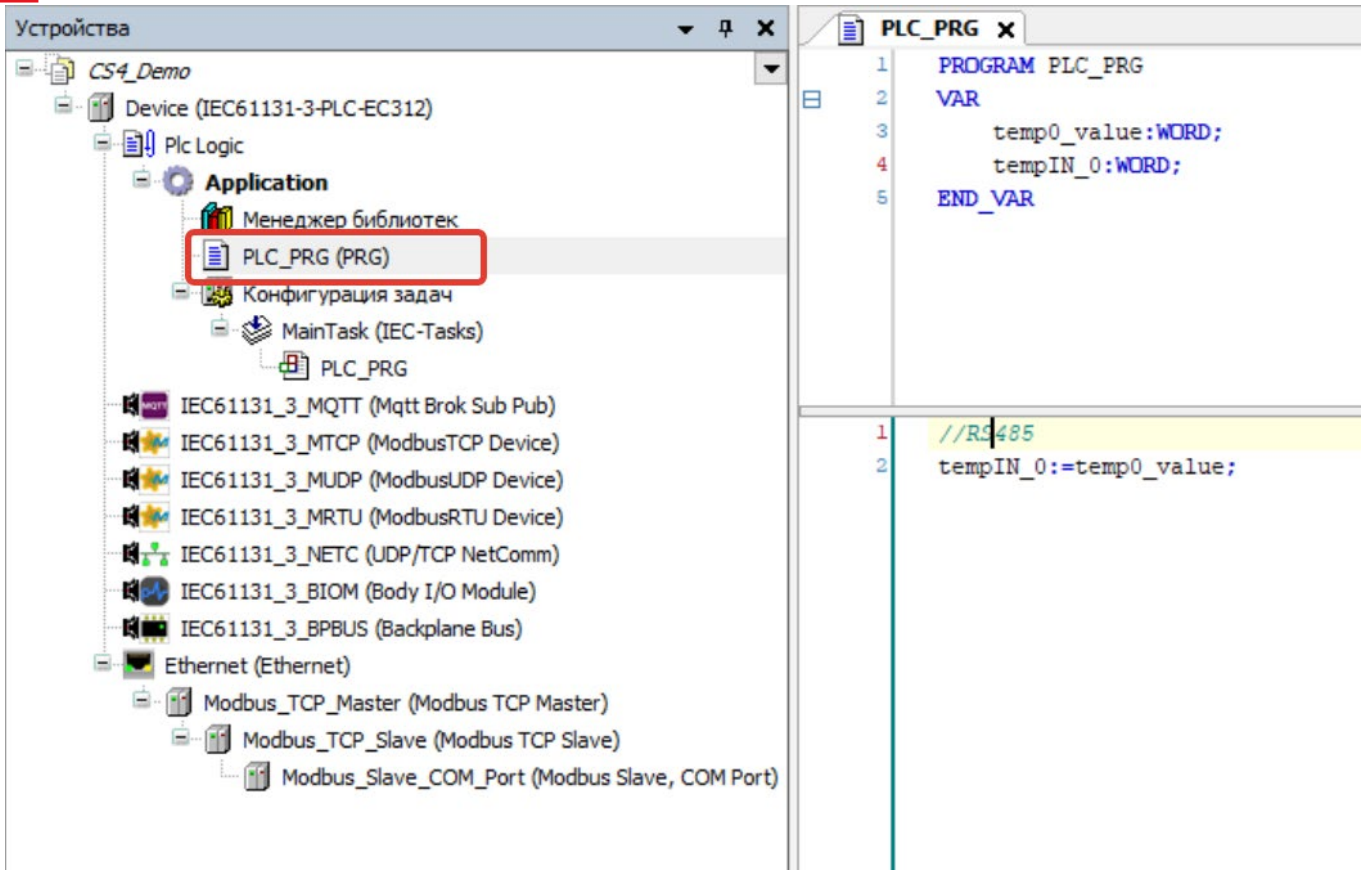 Устройства
CS4_Demo
Device (IEC61131-3-PLC-EC312)
Plc Logic
Application
Менеджер библиотек
PLC_PRG (PRG)
Конфигурация задач
MainTask (IEC-Tasks)
PLC_PRG
IEC61131_3_MQTT (Mqtt Brok Sub Pub)
IEC61131_3_MTCP (ModbusTCP Device)
IEC61131_3_MUDP (ModbusUDP Device)
IEC61131_3_MRTU (ModbusRTU Device)
IEC61131_3_NETC (UDP/TCP NetComm)
IEC61131_3_BIOM (Body I/O Module)
IEC61131_3_BPBUS (Backplane Bus)
Ethernet (Ethernet)
Modbus_TCP_Master (Modbus TCP Master)
Modbus_TCP_Slave (Modbus TCP Slave)
Modbus_Slave_COM_Port (Modbus Slave, COM Port)
PLC_PRG
1 PROGRAM PLC_PRG
2 VAR
3 temp0_value:WORD;
4 tempIN_0:WORD;
5 END_VAR
1 //RS485
2 tempIN_0:=temp0_value;